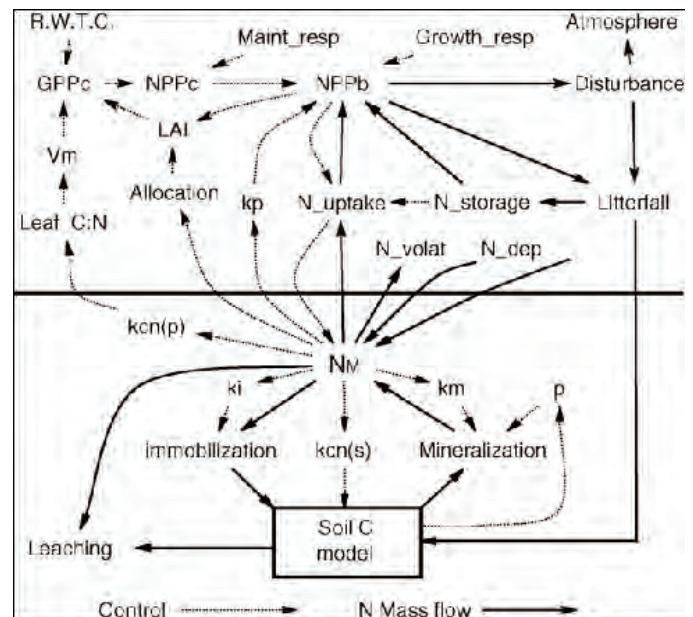 R.W.T.C.
Maint_resp Growth_resp Atmosphere
GPPc NPPc NPPb Disturbance
LAI
Vm
Allocation kp N_uptake N_storage Litterfall
Leaf_C:N
N_volat N_dep
kcn(p)
NM
ki km p
Immobilization kcn(s) Mineralization
Soil C
model
Leaching
Control N Mass flow